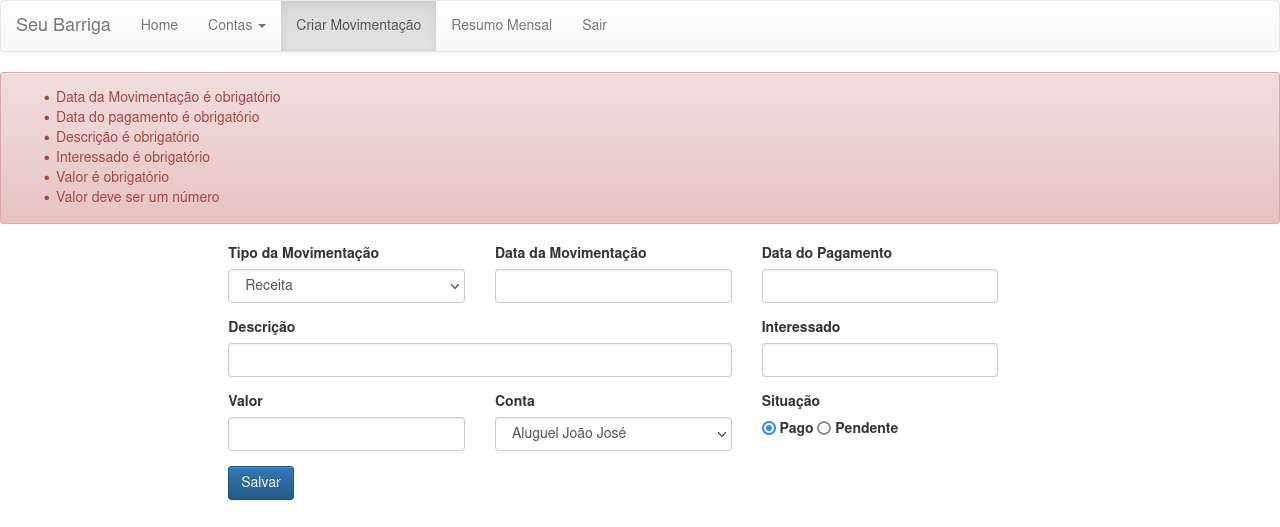 Seu Barriga Home Contas Criar Movimentação Resumo Mensal Sair
Data da Movimentação é obrigatório
Data do pagamento é obrigatório
Descrição é obrigatório
Interessado é obrigatório
Valor é obrigatório
Valor deve ser um número
Tipo da Movimentação Data da Movimentação Data do Pagamento
Receita
Descrição Interessado
Valor Conta Situação
Aluguel João José Pago Pendente
Salvar